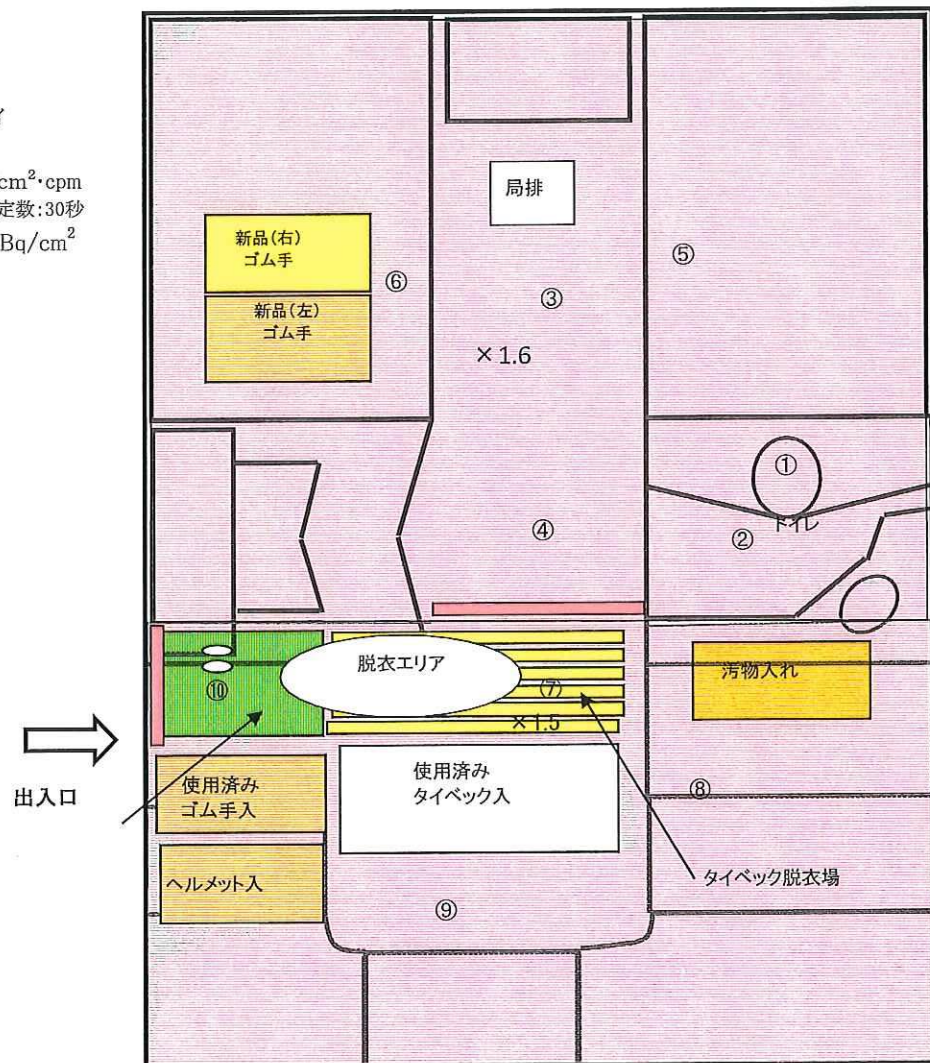 cm²・cpm
定数:30秒
Bq/cm²
局排
新品(右)
ゴム手
新品(左)
ゴム手
⑥
③
⑤
×1.6
①
トイレ
②
④
脱衣エリア
⑩
⑦
×1.5
汚物入れ
出入口
使用済み
ゴム手入
使用済み
タイベック入
⑧
ヘルメット入
タイベック脱衣場
⑨